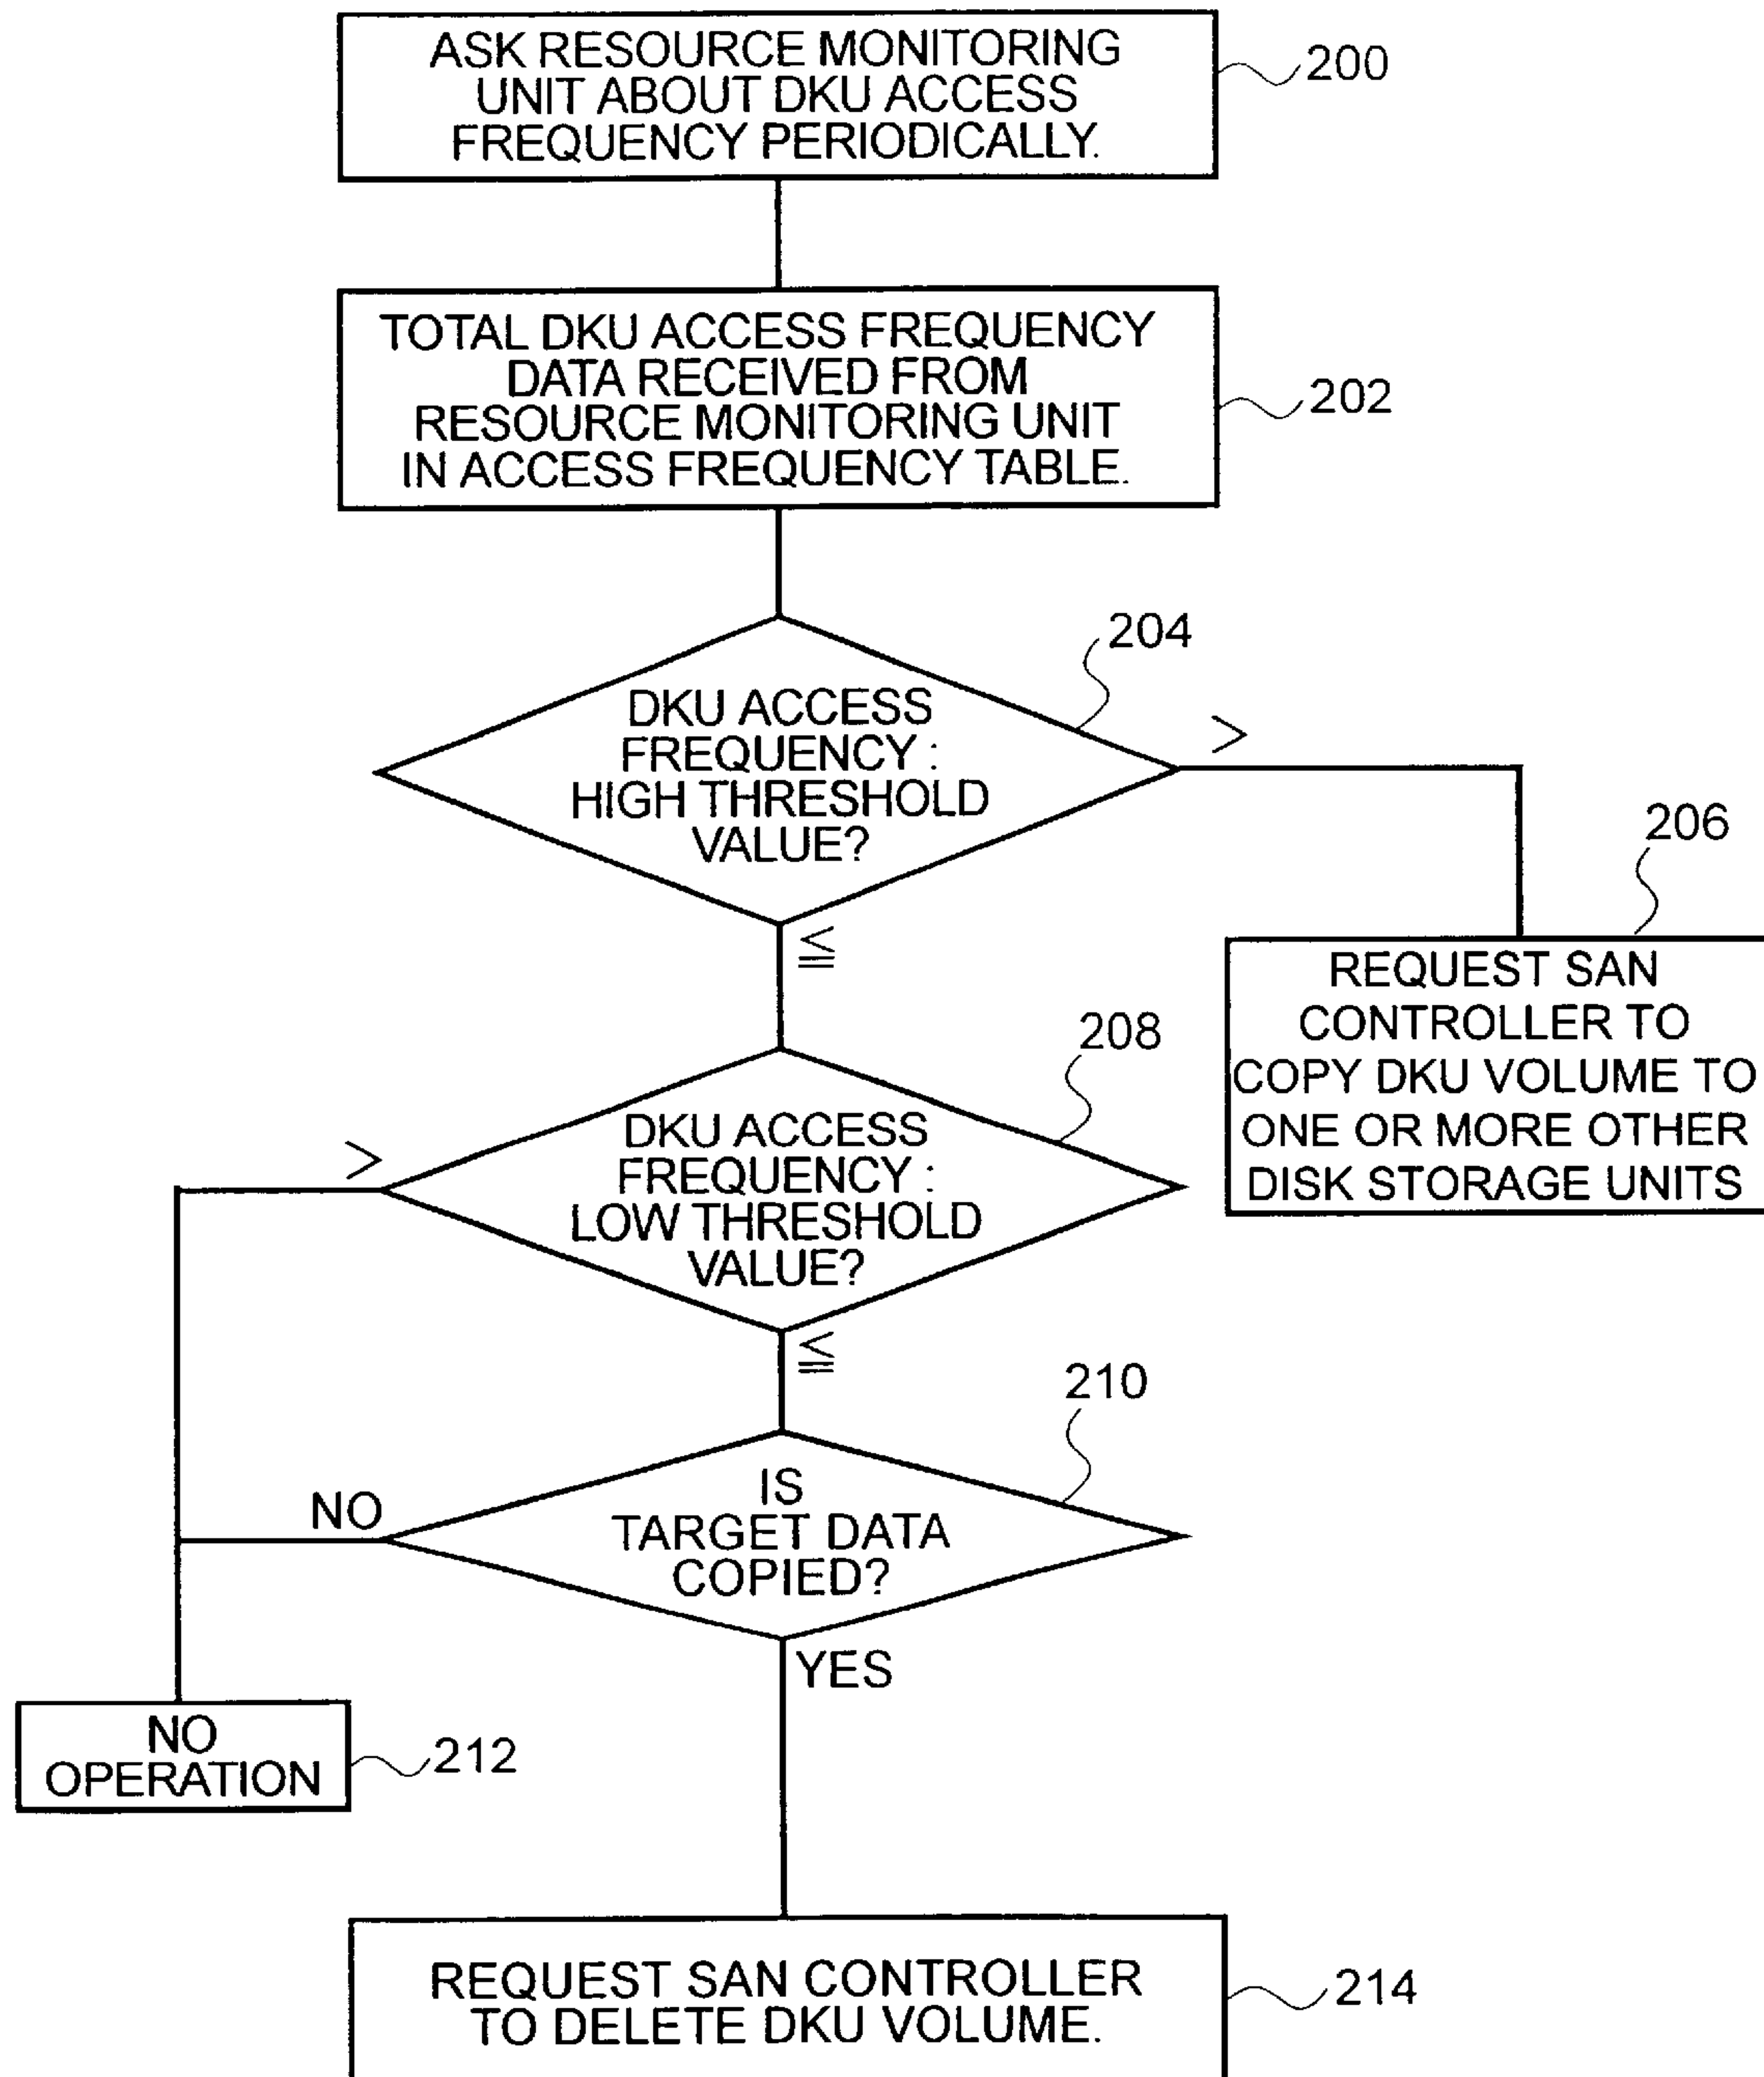 ASK RESOURCE MONITORING
UNIT ABOUT DKU ACCESS
FREQUENCY PERIODICALLY.
200
TOTAL DKU ACCESS FREQUENCY
DATA RECEIVED FROM
RESOURCE MONITORING UNIT
IN ACCESS FREQUENCY TABLE.
202
204
DKU ACCESS
FREQUENCY :
HIGH THRESHOLD
VALUE?
>
≦
206
REQUEST SAN
CONTROLLER TO
COPY DKU VOLUME TO
ONE OR MORE OTHER
DISK STORAGE UNITS
208
DKU ACCESS
FREQUENCY :
LOW THRESHOLD
VALUE?
>
≦
210
IS
TARGET DATA
COPIED?
NO
YES
NO
OPERATION
212
REQUEST SAN CONTROLLER
TO DELETE DKU VOLUME.
214